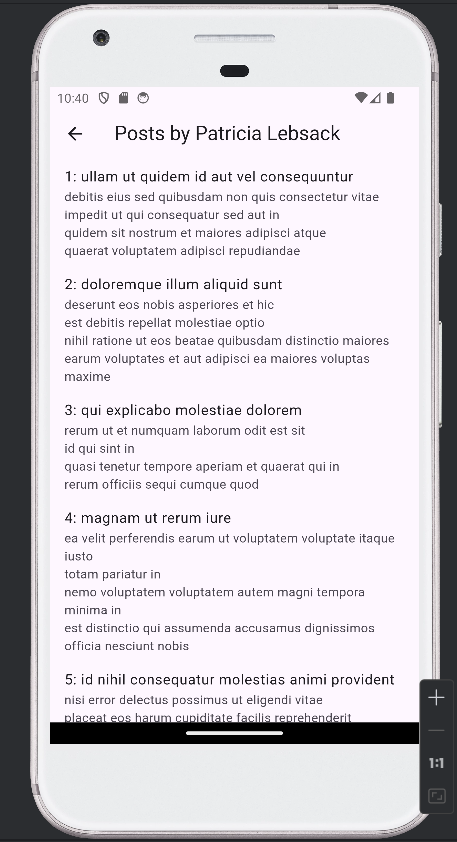 10:40
Posts by Patricia Lebsack
1: ullam ut quidem id aut vel consequuntur
debitis eius sed quibusdam non quis consectetur vitae
impedit ut qui consequatur sed aut in
quidem sit nostrum et maiores adipisci atque
quaerat voluptatem adipisci repudiandae
2: doloremque illum aliquid sunt
deserunt eos nobis asperiores et hic
est debitis repellat molestiae optio
nihil ratione ut eos beatae quibusdam distinctio maiores
earum voluptates et aut adipisci ea maiores voluptas
maxime
3: qui explicabo molestiae dolorem
rerum ut et numquam laborum odit est sit
id qui sint in
quasi tenetur tempore aperiam et quaerat qui in
rerum officiis sequi cumque quod
4: magnam ut rerum iure
ea velit perferendis earum ut voluptatem voluptate itaque
iusto
totam pariatur in
nemo voluptatem voluptatem autem magni tempora
minima in
est distinctio qui assumenda accusamus dignissimos
officia nesciunt nobis
5: id nihil consequatur molestias animi provident
nisi error delectus possimus ut eligendi vitae
placeat eos harum cupiditate facilis reprehenderit
1:1